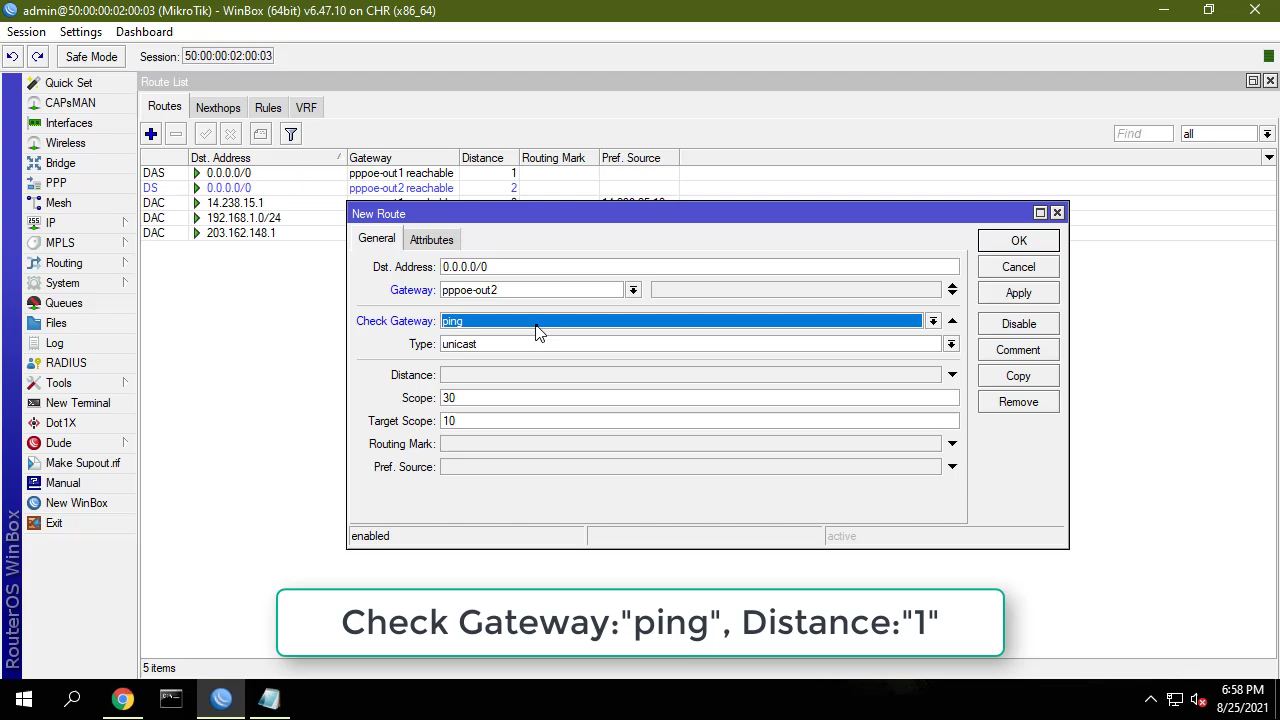 admin@50:00:00:02:00:03 (MikroTik) - WinBox (64bit) v6.47.10 on CHR (x86_64)
Session Settings Dashboard
Safe Mode Session: 50:00:00:02:00:03
Quick Set
CAPsMAN
Interfaces
Wireless
Bridge
PPP
Mesh
IP
MPLS
Routing
System
Queues
Files
Log
RADIUS
Tools
New Terminal
Dot1X
Dude
Make Supout.rif
Manual
New WinBox
Exit
RouterOS WinBox
Route List
Routes Nexthops Rules VRF
Find all
Dst. Address Gateway Distance Routing Mark Pref. Source
DAS 0.0.0.0/0 pppoe-out1 reachable 1
DS 0.0.0.0/0 pppoe-out2 reachable 2
DAC 14.238.15.1
DAC 192.168.1.0/24
DAC 203.162.148.1
New Route
General Attributes
Dst. Address: 0.0.0.0/0
Gateway: pppoe-out2
Check Gateway: ping
Type: unicast
Distance:
Scope: 30
Target Scope: 10
Routing Mark:
Pref. Source:
OK
Cancel
Apply
Disable
Comment
Copy
Remove
enabled active
Check Gateway:"ping", Distance:"1"
5 items
6:58 PM
8/25/2021